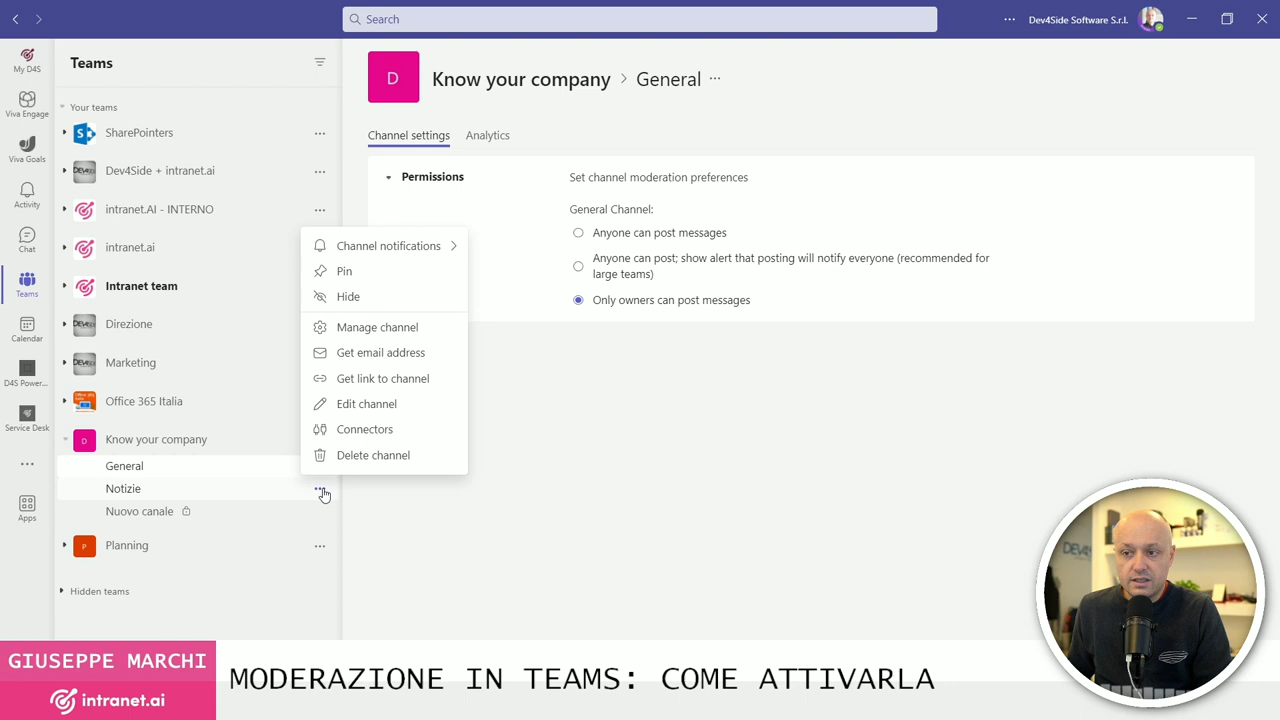 Search
Dev4Side Software S.r.l.
My D4S
Viva Engage
Viva Goals
Activity
Chat
Teams
Calendar
D4S Power...
Service Desk
Apps
Teams
Your teams
SharePointers
Dev4Side + intranet.ai
intranet.AI - INTERNO
intranet.ai
Intranet team
Direzione
Marketing
Office 365 Italia
D
Know your company
General
Notizie
Nuovo canale
P
Planning
Hidden teams
Channel notifications
Pin
Hide
Manage channel
Get email address
Get link to channel
Edit channel
Connectors
Delete channel
D
Know your company > General ...
Channel settings
Analytics
Permissions
Set channel moderation preferences
General Channel:
Anyone can post messages
Anyone can post; show alert that posting will notify everyone (recommended for
large teams)
Only owners can post messages
GIUSEPPE MARCHI
intranet.ai
MODERAZIONE IN TEAMS: COME ATTIVARLA